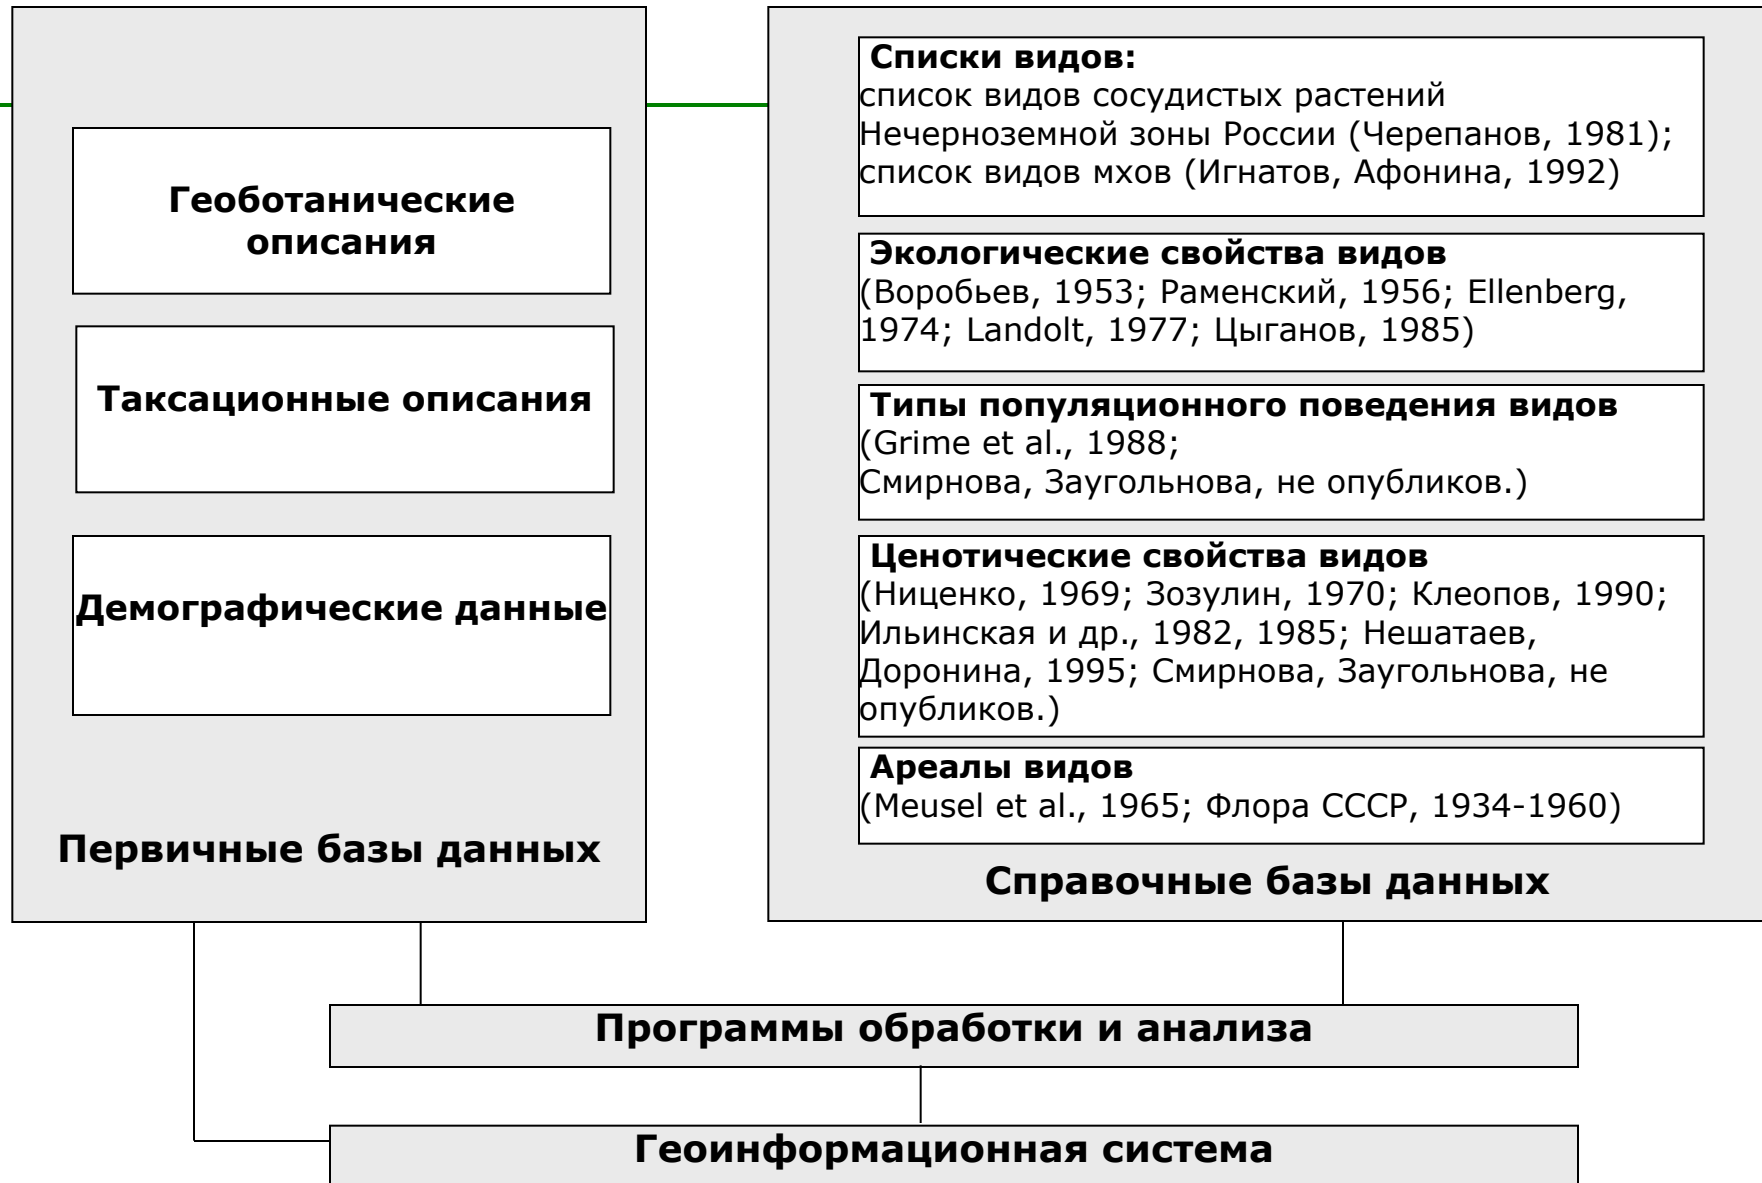 Геоботанические
описания
Таксационные описания
Демографические данные
Первичные базы данных
Списки видов:
список видов сосудистых растений
Нечерноземной зоны России (Черепанов, 1981);
список видов мхов (Игнатов, Афонина, 1992)
Экологические свойства видов
(Воробьев, 1953; Раменский, 1956; Ellenberg,
1974; Landolt, 1977; Цыганов, 1985)
Типы популяционного поведения видов
(Grime et al., 1988;
Смирнова, Заугольнова, не опубликов.)
Ценотические свойства видов
(Ниценко, 1969; Зозулин, 1970; Клеопов, 1990;
Ильинская и др., 1982, 1985; Нешатаев,
Доронина, 1995; Смирнова, Заугольнова, не
опубликов.)
Ареалы видов
(Meusel et al., 1965; Флора СССР, 1934-1960)
Справочные базы данных
Программы обработки и анализа
Геоинформационная система